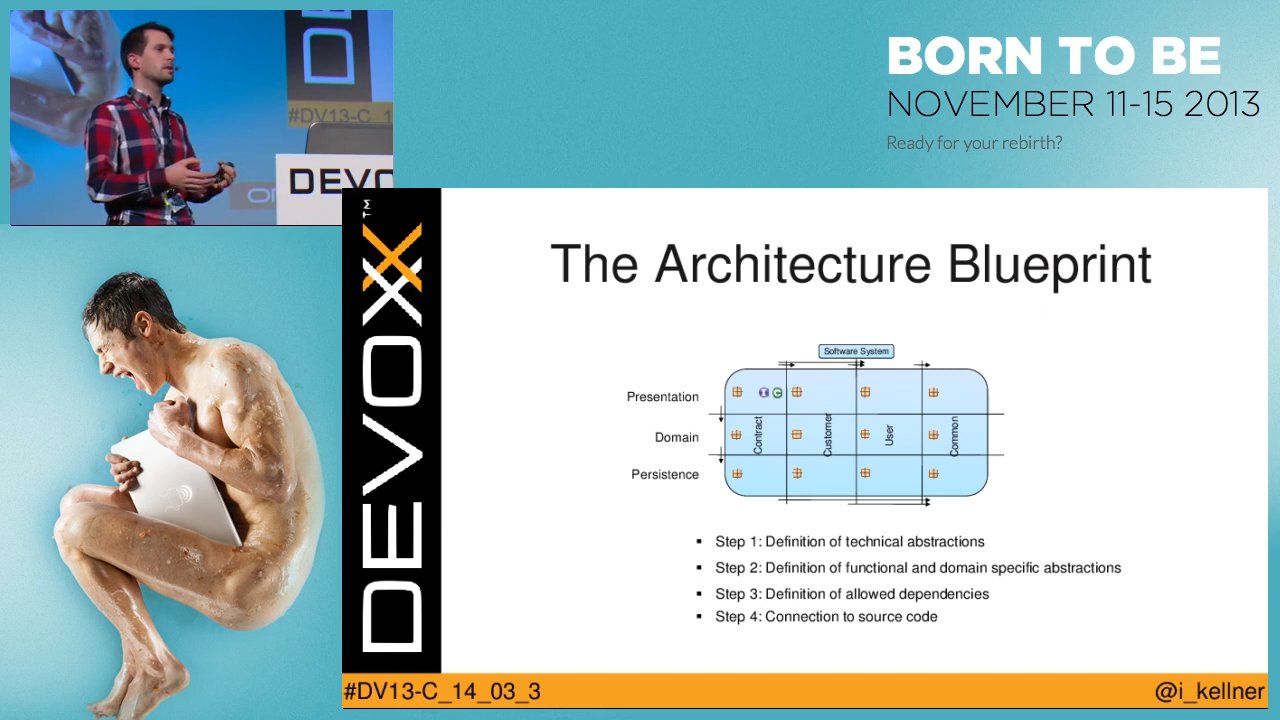 DE
#DV13-C_1
DEVO
BORN TO BE
NOVEMBER 11-15 2013
Ready for your rebirth?
DEVOXX™
The Architecture Blueprint
Software System
Presentation
Domain
Persistence
Contract
Customer
User
Common
I
C
▪ Step 1: Definition of technical abstractions
▪ Step 2: Definition of functional and domain specific abstractions
▪ Step 3: Definition of allowed dependencies
▪ Step 4: Connection to source code
#DV13-C_14_03_3
@i_kellner